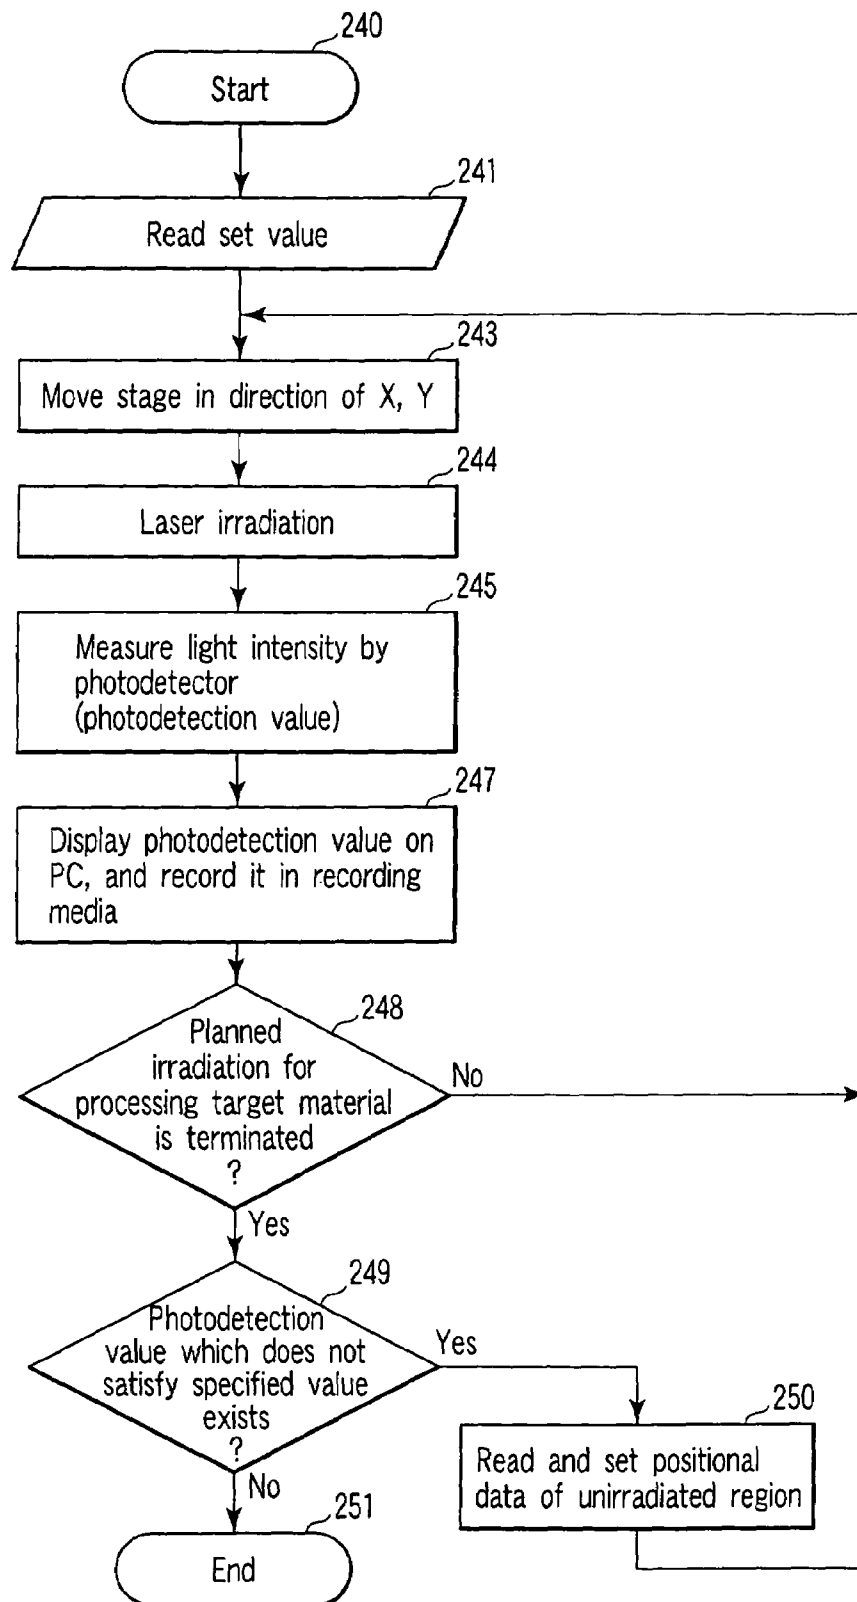 240
Start
241
Read set value
243
Move stage in direction of X, Y
244
Laser irradiation
245
Measure light intensity by
photodetector
(photodetection value)
247
Display photodetection value on
PC, and record it in recording
media
248
Planned
irradiation for
processing target material
is terminated
?
No
Yes
249
Photodetection
value which does not
satisfy specified value
exists
?
Yes
250
Read and set positional
data of unirradiated region
No
251
End